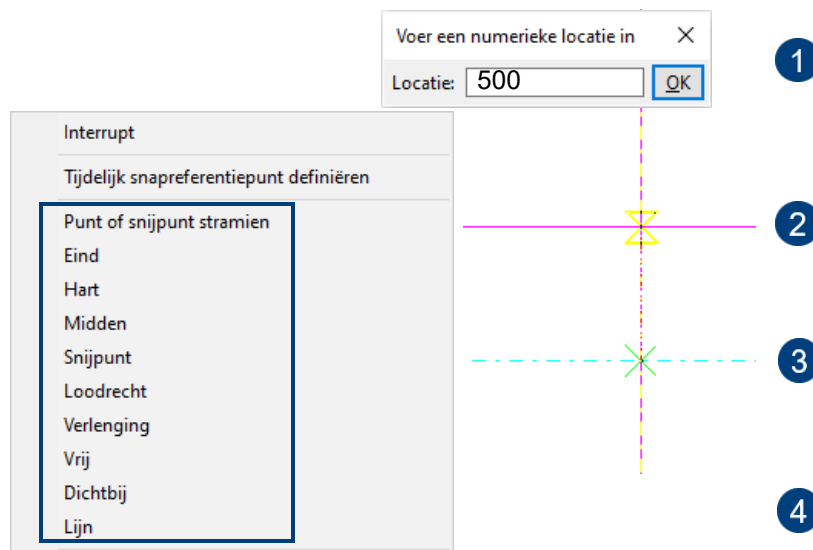 Voer een numerieke locatie in
1
Locatie: 500 OK
Interrupt
Tijdelijk snapreferentiepunt definiëren
Punt of snijpunt stramien
2
Eind
Hart
Midden
Snijpunt
3
Loodrecht
Verlenging
Vrij
Dichtbij
4
Lijn